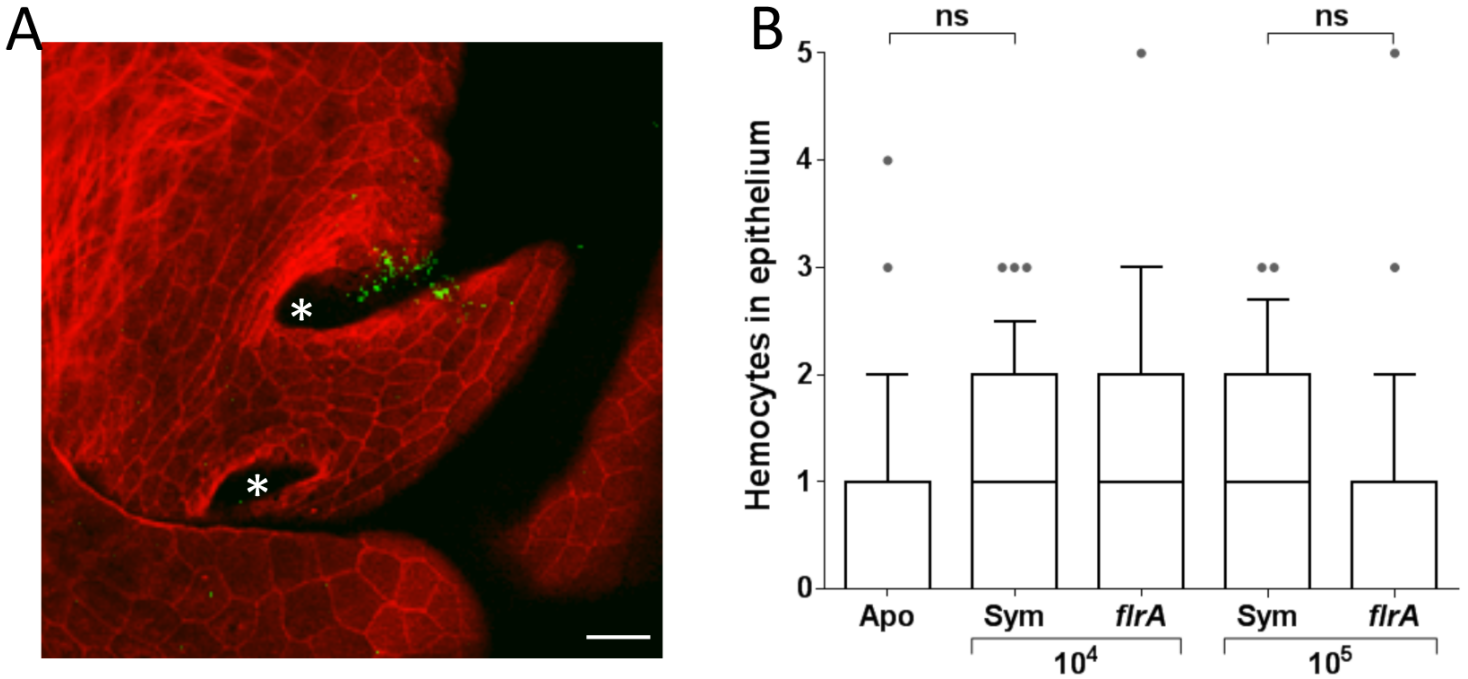 A
*
*
B
ns ns
Hemocytes in epithelium
5
4
3
2
1
0
Apo Sym flrA Sym flrA
10⁴ 10⁵